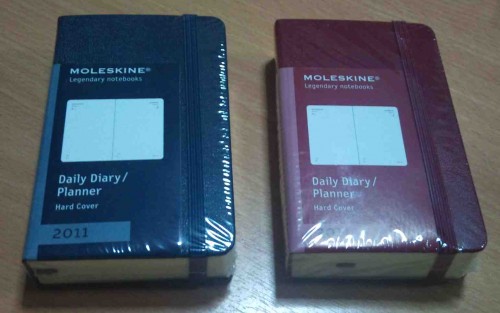 MOLESKINE®
Legendary notebooks
Daily Diary/
Planner
Hard Cover
2011
MOLESKINE®
Legendary notebooks
Daily Diary/
Planner
Hard Cover